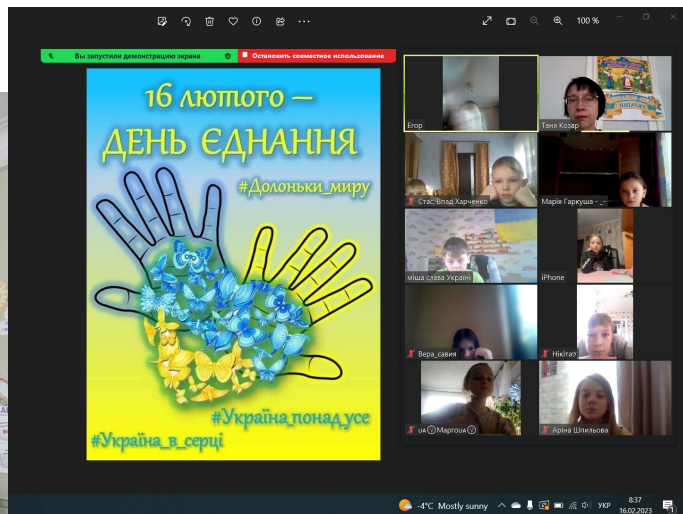 100 %
Вы запустили демонстрацию экрана
Остановить совместное использование
16 лютого –
ДЕНЬ ЄДНАННЯ
#Долоньки_миру
#Україна_понад_усе
#Україна_в_серці
Егор
Таня Козар
Стас, Влад Харченко
Марія Гаркуша - _-
міша слава Україні
iPhone
Вера_савия
Нікіта
Аріна Шпильова
-4°C Mostly sunny
УКР
8:37
16.02.2023